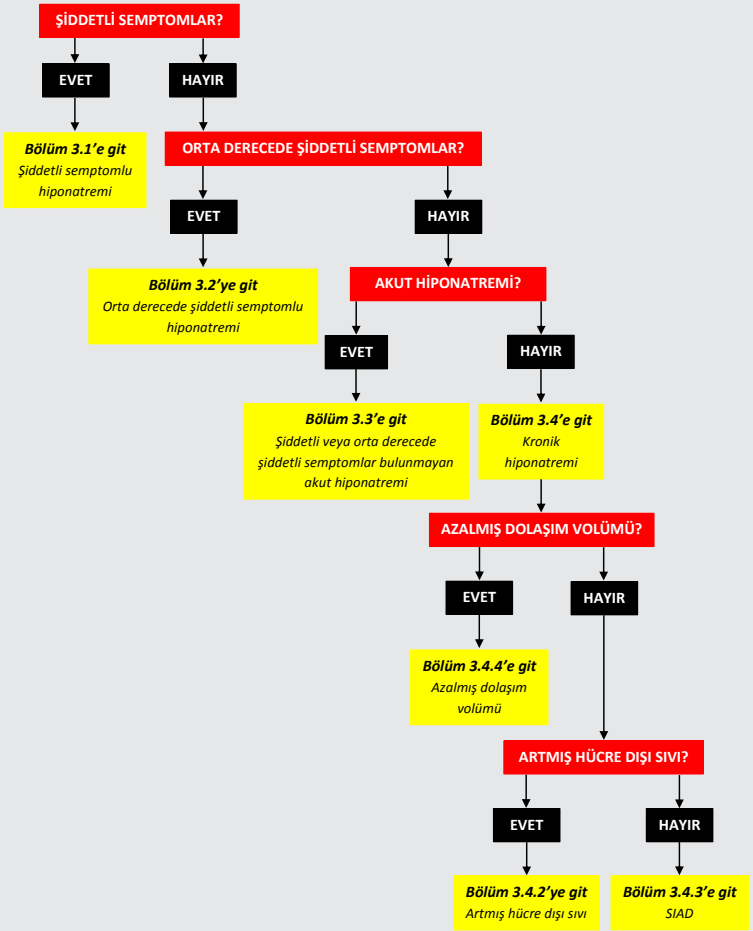 ŞİDDETLİ SEMPTOMLAR?
EVET
HAYIR
Bölüm 3.1’e git
Şiddetli semptomlu
hiponatremi
ORTA DERECEDE ŞİDDETLİ SEMPTOMLAR?
EVET
HAYIR
Bölüm 3.2’ye git
Orta derecede şiddetli semptomlu
hiponatremi
AKUT HİPONATREMİ?
EVET
HAYIR
Bölüm 3.3’e git
Şiddetli veya orta derecede
şiddetli semptomlar bulunmayan
akut hiponatremi
Bölüm 3.4’e git
Kronik
hiponatremi
AZALMIŞ DOLAŞIM VOLÜMÜ?
EVET
HAYIR
Bölüm 3.4.4’e git
Azalmış dolaşım
volümü
ARTMIŞ HÜCRE DIŞI SIVI?
EVET
HAYIR
Bölüm 3.4.2’ye git
Artmış hücre dışı sıvı
Bölüm 3.4.3’e git
SIAD